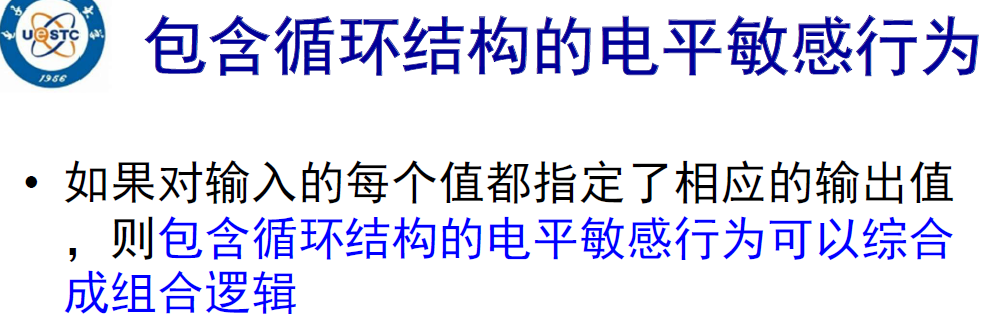 UeSTC
1956
包含循环结构的电平敏感行为
• 如果对输入的每个值都指定了相应的输出值
，则包含循环结构的电平敏感行为可以综合
成组合逻辑